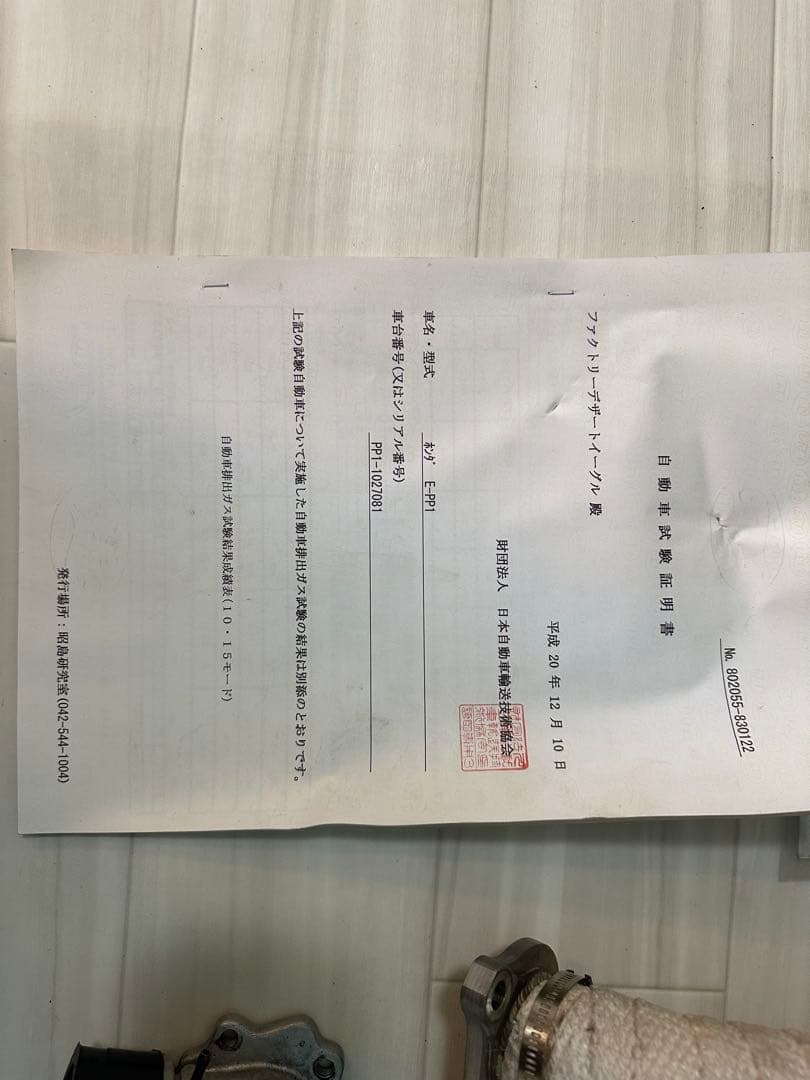 No. 802055-830122
自動車試験証明書
ファクトリーデザートイーグル 殿
平成 20 年 12 月 10 日
財団法人 日本自動車輸送技術協会
車名・型式 ホンダ E-PP1
車台番号(又はシリアル番号) PP1-1027081
上記の試験自動車について実施した自動車排出ガス試験の結果は別添のとおりです。
自動車排出ガス試験結果成績表(10・15モード)
発行場所:昭島研究室(042-544-1004)